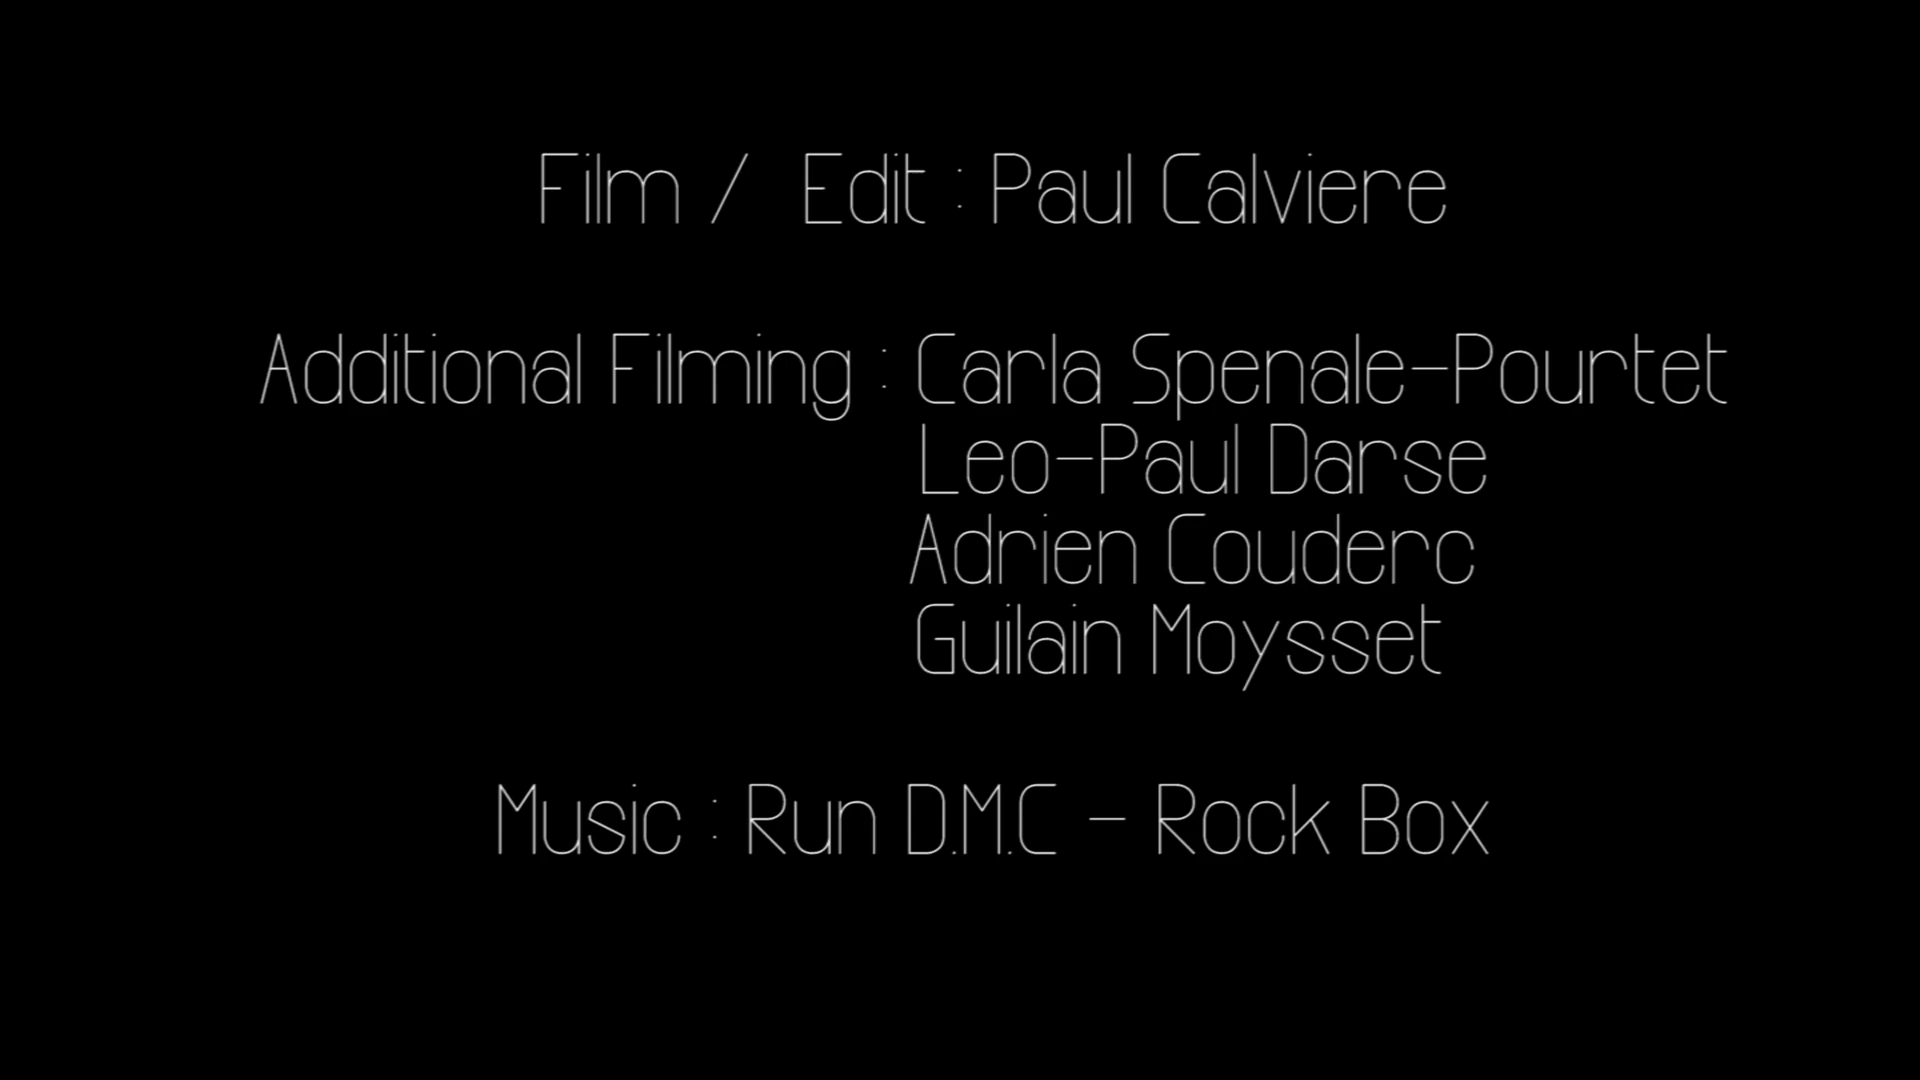 Film /  Edit : Paul Calviere
Additional Filming : Carla Spenale-Pourtet
Leo-Paul Darse
Adrien Couderc
Guilain Moysset
Music : Run D.M.C - Rock Box